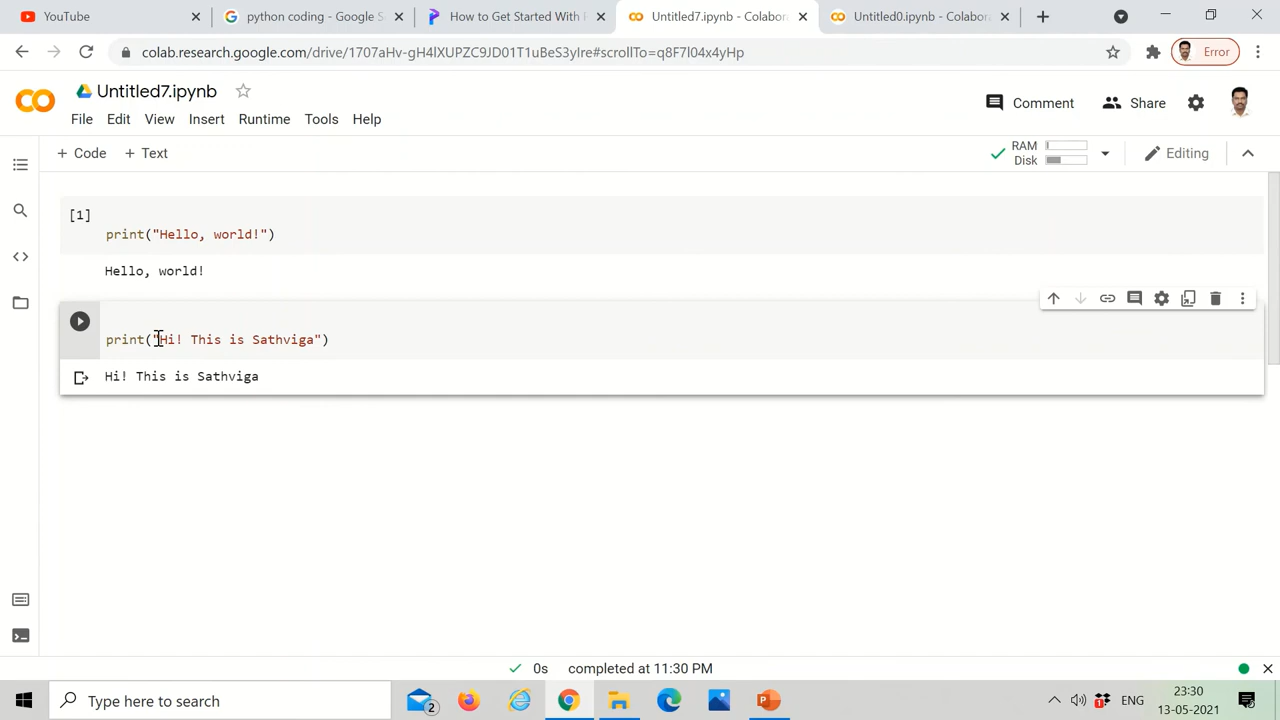 YouTube
python coding - Google S
How to Get Started With
Untitled7.ipynb - Colabora
Untitled0.ipynb - Colabora
colab.research.google.com/drive/1707aHv-gH4lXUPZC9JD01T1uBeS3yIre#scrollTo=q8F7l04x4yHp
Error
Untitled7.ipynb
Comment
Share
File Edit View Insert Runtime Tools Help
+ Code + Text
RAM
Disk
Editing
[1]
print("Hello, world!")
Hello, world!
print("Hi! This is Sathviga")
Hi! This is Sathviga
0s completed at 11:30 PM
Type here to search
2
1
ENG
23:30
13-05-2021